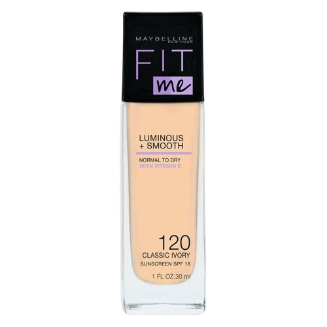 MAYBELLINE
NEW YORK
FIT
me
LUMINOUS
+ SMOOTH
NORMAL TO DRY
WITH VITAMIN E
120
CLASSIC IVORY
SUNSCREEN SPF 18
1 FL OZ. 30 ml